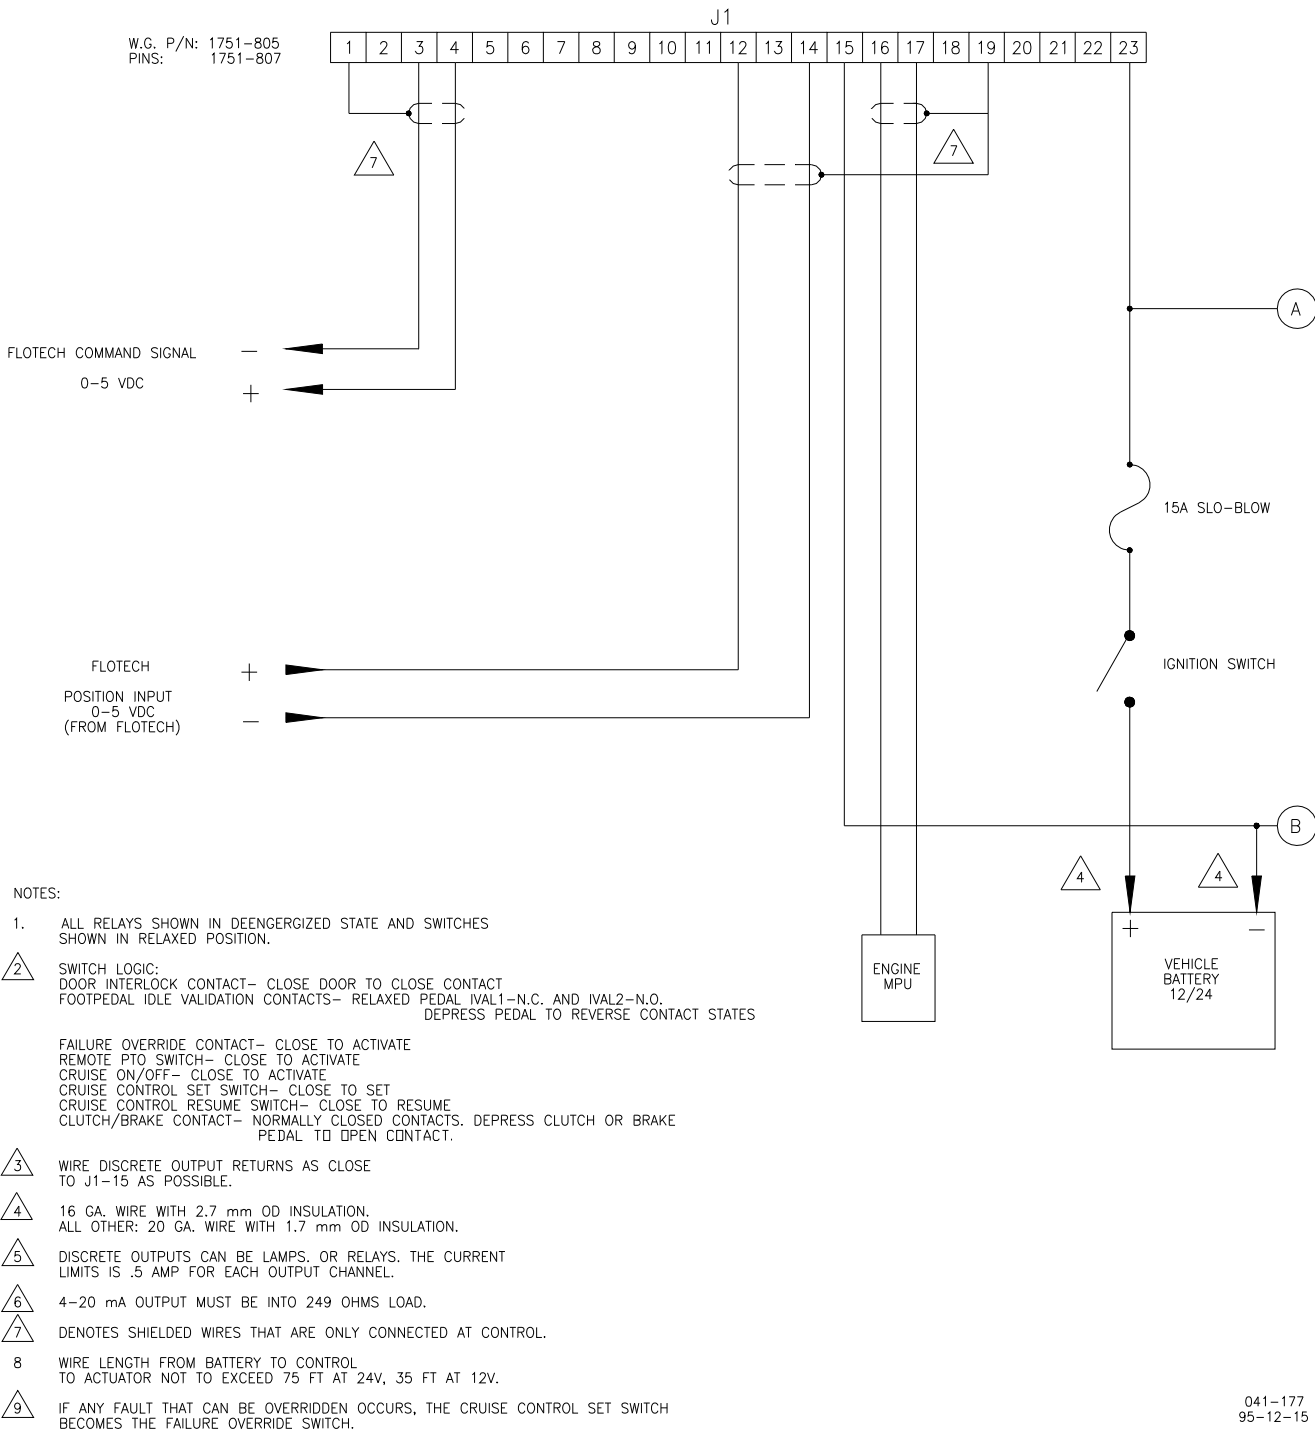 J1
W.G. P/N: 1751-805
PINS: 1751-807
1 2 3 4 5 6 7 8 9 10 11 12 13 14 15 16 17 18 19 20 21 22 23
7
7
A
FLOTECH COMMAND SIGNAL −
0-5 VDC +
15A SLO-BLOW
IGNITION SWITCH
FLOTECH +
POSITION INPUT
0-5 VDC −
(FROM FLOTECH)
B
4 4
+ −
ENGINE
MPU
VEHICLE
BATTERY
12/24
NOTES:
1. ALL RELAYS SHOWN IN DEENGERGIZED STATE AND SWITCHES
SHOWN IN RELAXED POSITION.
2 SWITCH LOGIC:
DOOR INTERLOCK CONTACT- CLOSE DOOR TO CLOSE CONTACT
FOOTPEDAL IDLE VALIDATION CONTACTS- RELAXED PEDAL IVAL1-N.C. AND IVAL2-N.O.
DEPRESS PEDAL TO REVERSE CONTACT STATES
FAILURE OVERRIDE CONTACT- CLOSE TO ACTIVATE
REMOTE PTO SWITCH- CLOSE TO ACTIVATE
CRUISE ON/OFF- CLOSE TO ACTIVATE
CRUISE CONTROL SET SWITCH- CLOSE TO SET
CRUISE CONTROL RESUME SWITCH- CLOSE TO RESUME
CLUTCH/BRAKE CONTACT- NORMALLY CLOSED CONTACTS. DEPRESS CLUTCH OR BRAKE
PEDAL TO OPEN CONTACT.
3 WIRE DISCRETE OUTPUT RETURNS AS CLOSE
TO J1-15 AS POSSIBLE.
4 16 GA. WIRE WITH 2.7 mm OD INSULATION.
ALL OTHER: 20 GA. WIRE WITH 1.7 mm OD INSULATION.
5 DISCRETE OUTPUTS CAN BE LAMPS. OR RELAYS. THE CURRENT
LIMITS IS .5 AMP FOR EACH OUTPUT CHANNEL.
6 4-20 mA OUTPUT MUST BE INTO 249 OHMS LOAD.
7 DENOTES SHIELDED WIRES THAT ARE ONLY CONNECTED AT CONTROL.
8 WIRE LENGTH FROM BATTERY TO CONTROL
TO ACTUATOR NOT TO EXCEED 75 FT AT 24V, 35 FT AT 12V.
9 IF ANY FAULT THAT CAN BE OVERRIDDEN OCCURS, THE CRUISE CONTROL SET SWITCH
BECOMES THE FAILURE OVERRIDE SWITCH.
041-177
95-12-15